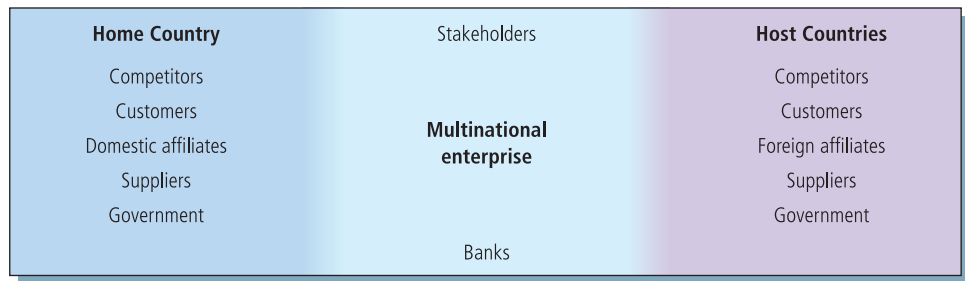 Home Country
Competitors
Customers
Domestic affiliates
Suppliers
Government
Stakeholders
Multinational
enterprise
Banks
Host Countries
Competitors
Customers
Foreign affiliates
Suppliers
Government